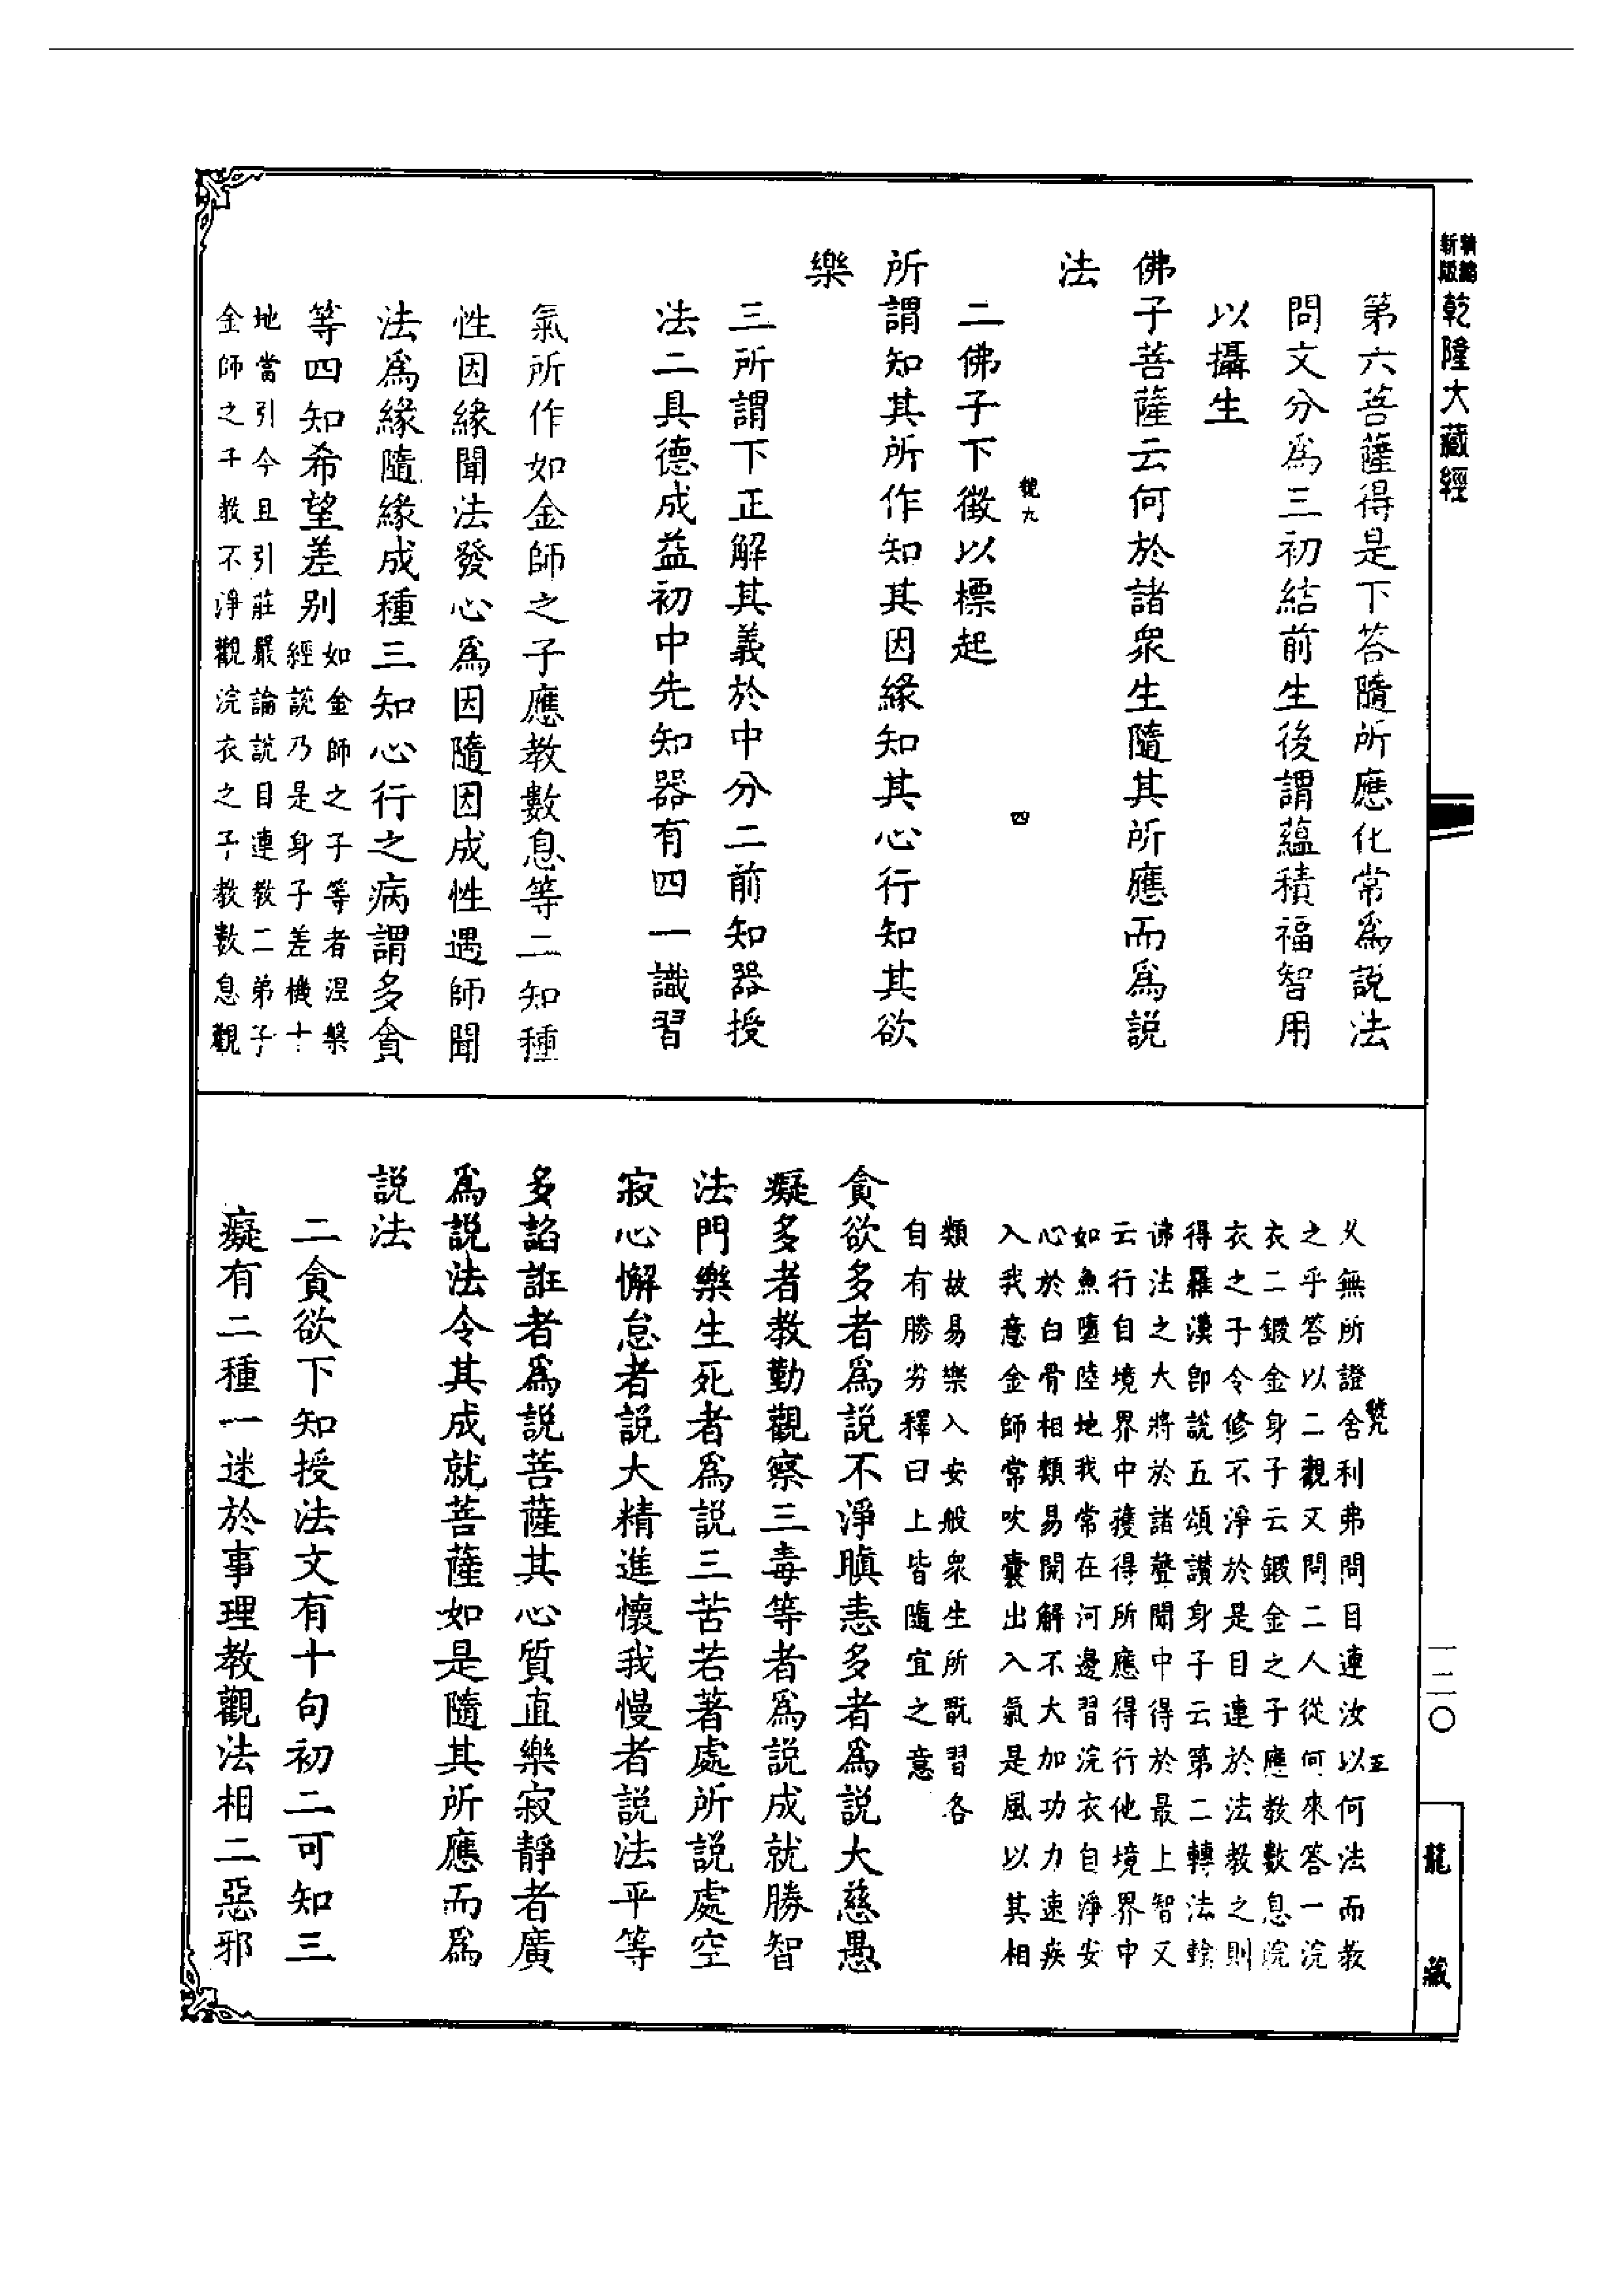 新編
縮版
乾隆大藏經
第六菩薩得是下答隨所應化常爲說法
問文分爲三初結前生後謂蘊積福智用
以攝生
佛子菩薩云何於諸衆生隨其所應而爲說
法
號九
四
二佛子下徵以標起
所謂知其所作知其因緣知其心行知其欲
樂
三所謂下正解其義於中分二前知器授
法二具德成益初中先知器有四一識習
氣所作如金師之子應教數息等二知種
性因緣聞法發心爲因隨因成性遇師聞
法爲緣隨緣成種三知心行之病謂多貪
等四知希望差別
如金師之子等者涅槃
經說乃是身子差機十
地當引今且引莊嚴論說目連教二弟子
金師之子教不淨觀浣衣之子教數息觀
號九
五
乂無所證舍利弗問目連汝以何法而教
之乎答以二觀又問二人從何來答一浣
衣二鍛金身子云鍛金之子應教數息浣
衣之子令修不淨於是目連於法教之則
得羅漢卽說五頌讃身子云第二轉法輪
佛法之大將於諸聲聞中得於最上智又
云行自境界中獲得所應得行他境界中
如魚墮陸地我常在河邊習浣衣自淨安
心於白骨相類易開解不大加功力速疾
入我意金師常吹囊出入氣是風以其相
類故易樂入安般衆生所翫習各
自有勝劣釋曰上皆隨宜之意
貪欲多者爲說不淨瞋恚多者爲說大慈愚
癡多者教勤觀察三毒等者爲說成就勝智
法門樂生死者爲說三苦若著處所說處空
寂心懈怠者說大精進懷我慢者說法平等
多諂誑者爲說菩薩其心質直樂寂靜者廣
爲說法令其成就菩薩如是隨其所應而爲
說法
二貪欲下知授法文有十句初二可知三
癡有二種一迷於事理教觀法相二惡邪
一二〇
龍藏